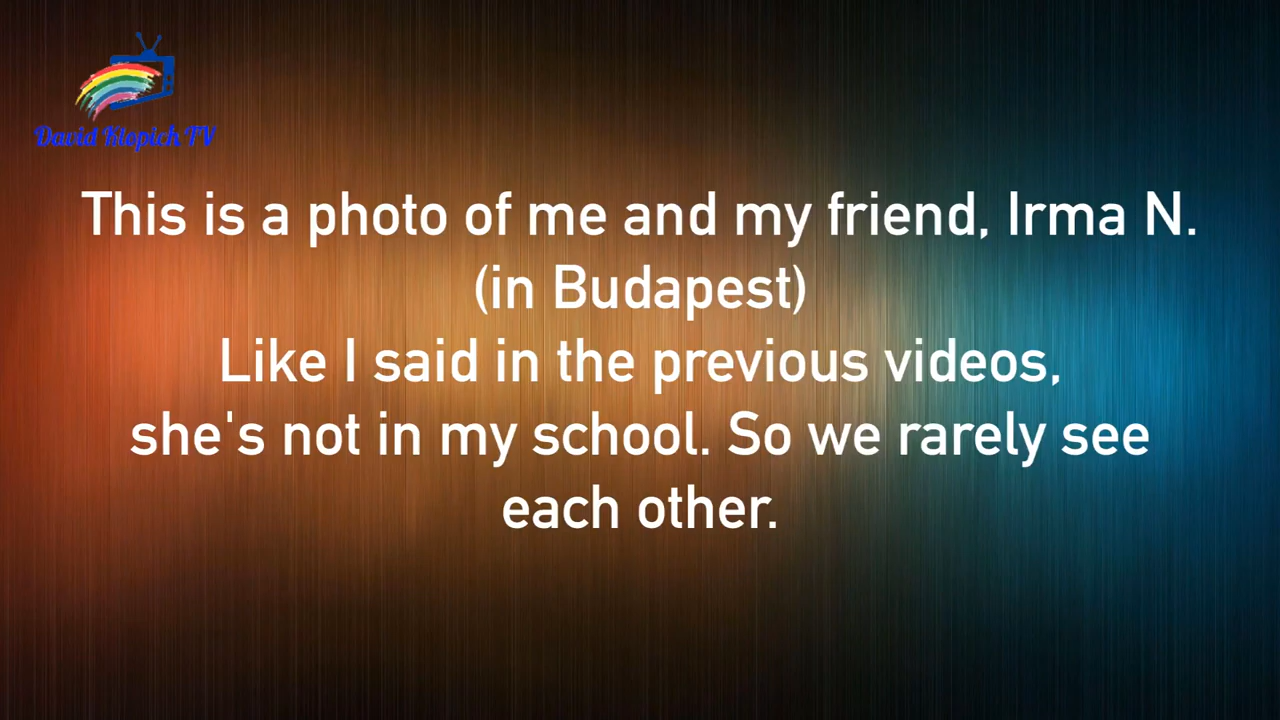 David Klopich TV
This is a photo of me and my friend, Irma N.
(in Budapest)
Like I said in the previous videos,
she's not in my school. So we rarely see
each other.